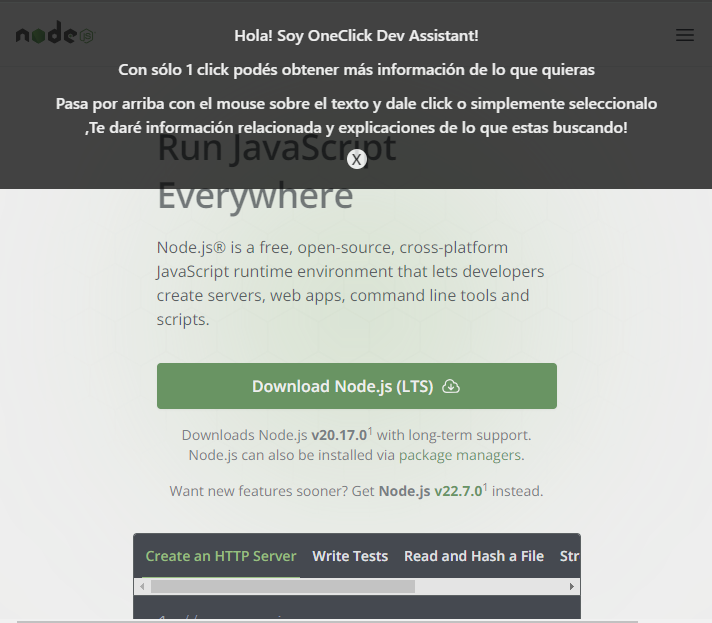 node
Hola! Soy OneClick Dev Assistant!
Con sólo 1 click podés obtener más información de lo que quieras
Pasa por arriba con el mouse sobre el texto y dale click o simplemente seleccionalo
,Te daré información relacionada y explicaciones de lo que estas buscando!
Run JavaScript
X
Everywhere
Node.js® is a free, open-source, cross-platform
JavaScript runtime environment that lets developers
create servers, web apps, command line tools and
scripts.
Download Node.js (LTS)
Downloads Node.js v20.17.0¹ with long-term support.
Node.js can also be installed via package managers.
Want new features sooner? Get Node.js v22.7.0¹ instead.
Create an HTTP Server Write Tests Read and Hash a File Str